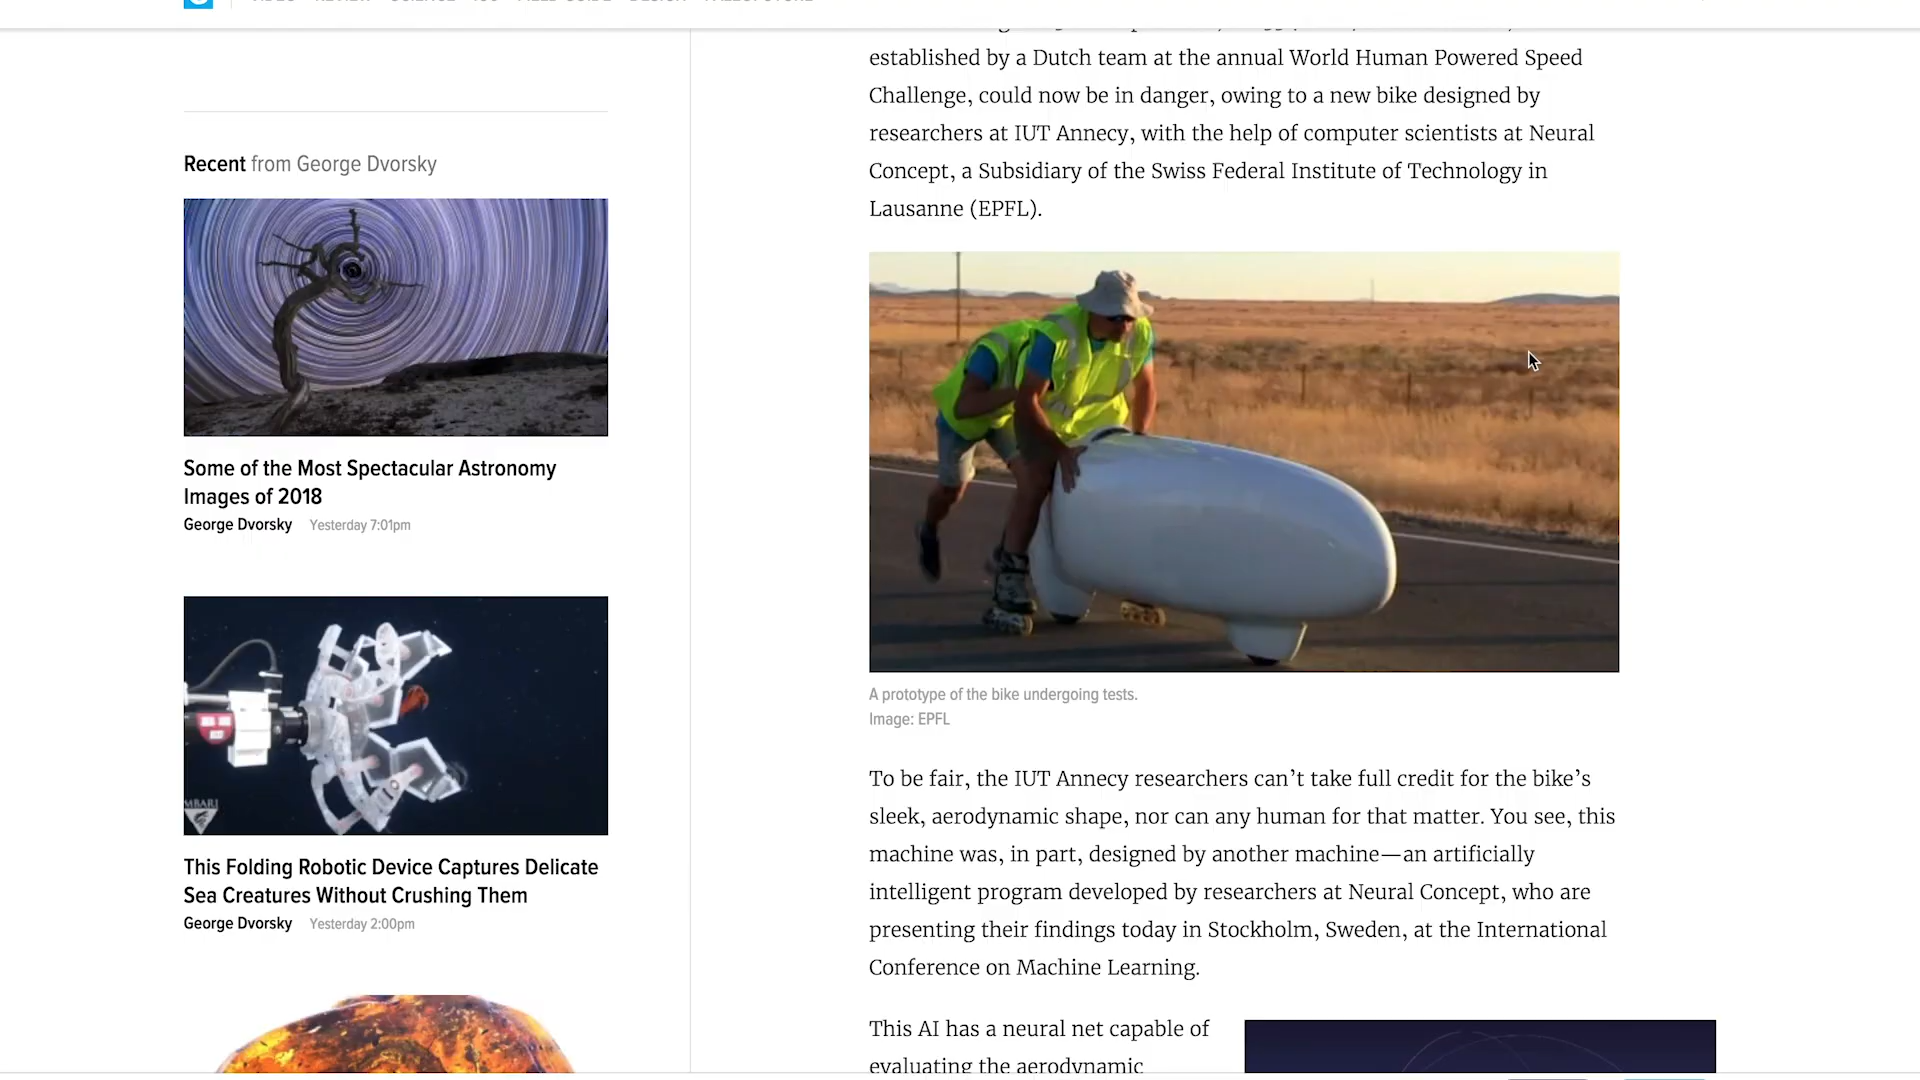 established by a Dutch team at the annual World Human Powered Speed
Challenge, could now be in danger, owing to a new bike designed by
researchers at IUT Annecy, with the help of computer scientists at Neural
Concept, a Subsidiary of the Swiss Federal Institute of Technology in
Lausanne (EPFL).
Recent from George Dvorsky
Some of the Most Spectacular Astronomy
Images of 2018
George Dvorsky Yesterday 7:01pm
MBARI
This Folding Robotic Device Captures Delicate
Sea Creatures Without Crushing Them
George Dvorsky Yesterday 2:00pm
A prototype of the bike undergoing tests.
Image: EPFL
To be fair, the IUT Annecy researchers can’t take full credit for the bike’s
sleek, aerodynamic shape, nor can any human for that matter. You see, this
machine was, in part, designed by another machine—an artificially
intelligent program developed by researchers at Neural Concept, who are
presenting their findings today in Stockholm, Sweden, at the International
Conference on Machine Learning.
This AI has a neural net capable of
evaluating the aerodynamic